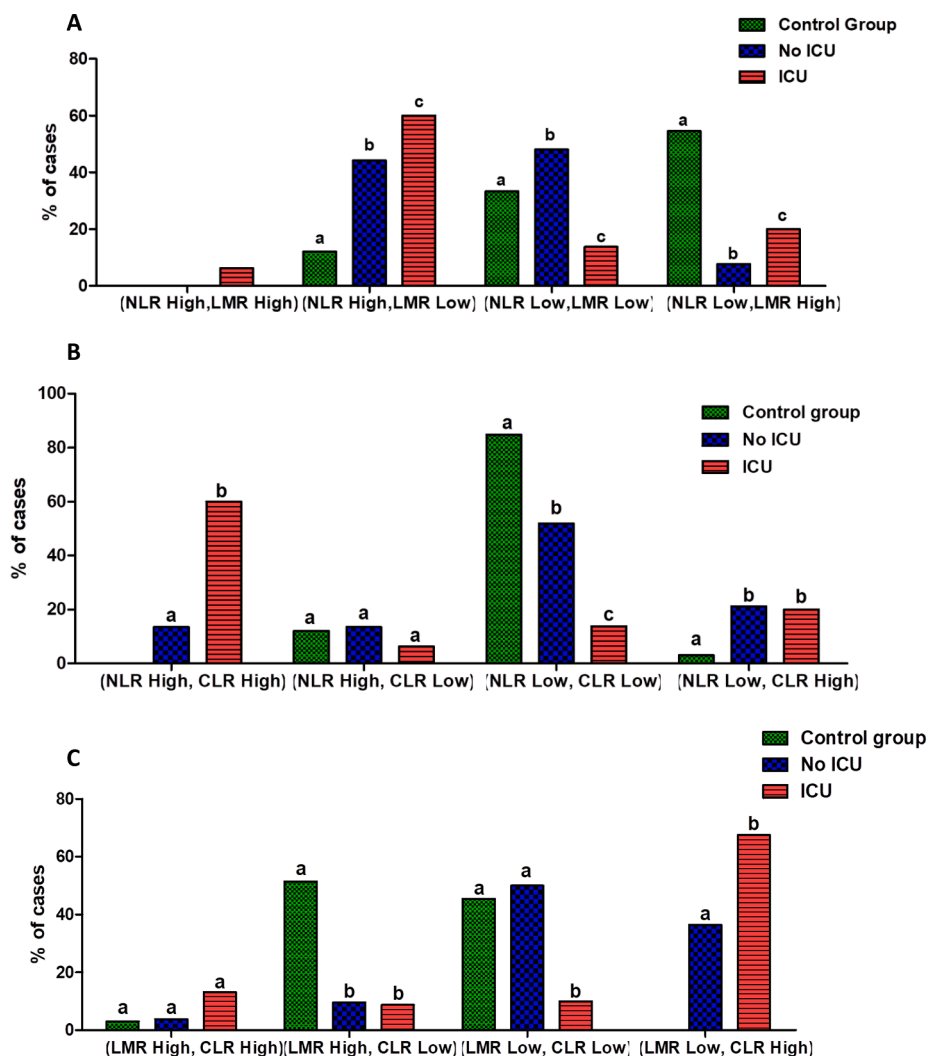 A
Control Group
No ICU
ICU
% of cases
80
60
40
20
0
a
b
c
a
b
c
a
b
c
(NLR High,LMR High) (NLR High,LMR Low) (NLR Low,LMR Low) (NLR Low,LMR High)
B
Control group
No ICU
ICU
% of cases
100
80
60
40
20
0
a
b
a
a
a
a
b
c
a
b
b
(NLR High, CLR High) (NLR High, CLR Low) (NLR Low, CLR Low) (NLR Low, CLR High)
C
Control group
No ICU
ICU
% of cases
80
60
40
20
0
a
a
a
a
b
b
a
a
b
a
b
(LMR High, CLR High) (LMR High, CLR Low) (LMR Low, CLR Low) (LMR Low, CLR High)